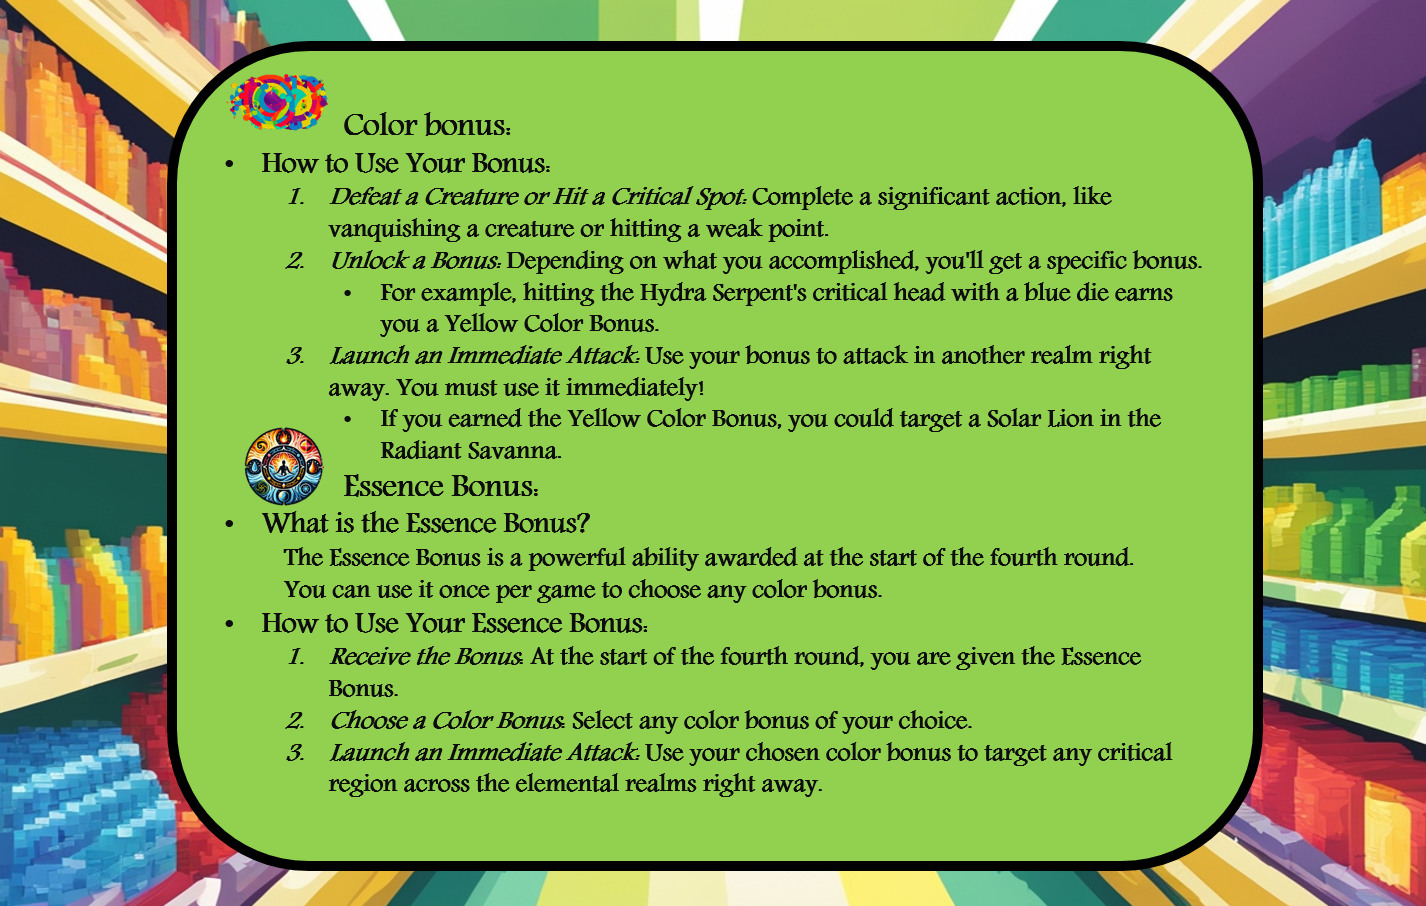 Color bonus:
• How to Use Your Bonus:
1. Defeat a Creature or Hit a Critical Spot: Complete a significant action, like
vanquishing a creature or hitting a weak point.
2. Unlock a Bonus: Depending on what you accomplished, you'll get a specific bonus.
• For example, hitting the Hydra Serpent's critical head with a blue die earns
you a Yellow Color Bonus.
3. Launch an Immediate Attack: Use your bonus to attack in another realm right
away. You must use it immediately!
• If you earned the Yellow Color Bonus, you could target a Solar Lion in the
Radiant Savanna.
Essence Bonus:
• What is the Essence Bonus?
The Essence Bonus is a powerful ability awarded at the start of the fourth round.
You can use it once per game to choose any color bonus.
• How to Use Your Essence Bonus:
1. Receive the Bonus: At the start of the fourth round, you are given the Essence
Bonus.
2. Choose a Color Bonus: Select any color bonus of your choice.
3. Launch an Immediate Attack: Use your chosen color bonus to target any critical
region across the elemental realms right away.